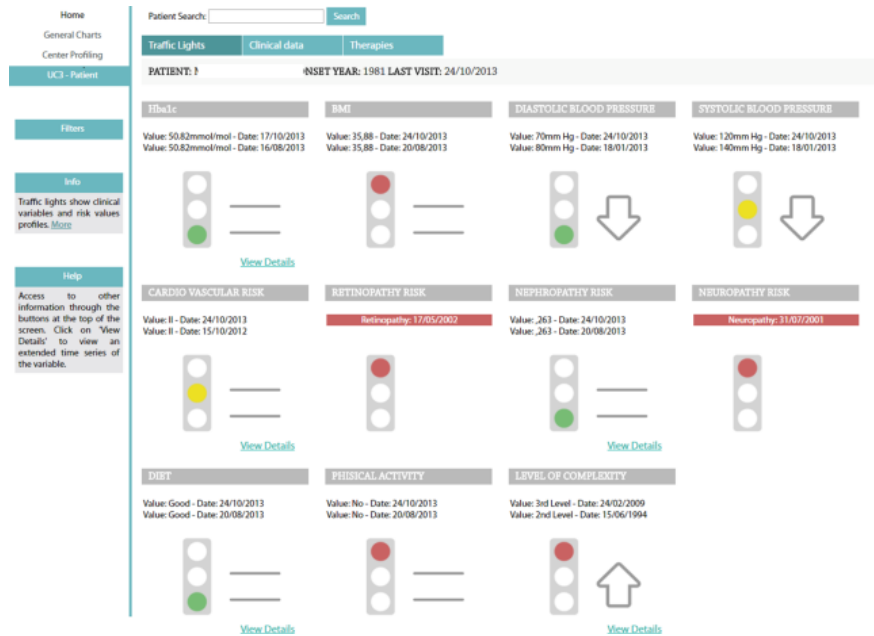 Home
General Charts
Center Profiling
UC3 - Patient
Filters
Info
Traffic lights show clinical
variables and risk values
profiles. More
Help
Access to other
information through the
buttons at the top of the
screen. Click on 'View
Details' to view an
extended time series of
the variable.
Patient Search:
Search
Traffic Lights Clinical data Therapies
PATIENT: NSET YEAR: 1981 LAST VISIT: 24/10/2013
Hba1c
Value: 50.82mmol/mol - Date: 17/10/2013
Value: 50.82mmol/mol - Date: 16/08/2013
View Details
BMI
Value: 35,88 - Date: 24/10/2013
Value: 35,88 - Date: 20/08/2013
DIASTOLIC BLOOD PRESSURE
Value: 70mm Hg - Date: 24/10/2013
Value: 80mm Hg - Date: 18/01/2013
SYSTOLIC BLOOD PRESSURE
Value: 120mm Hg - Date: 24/10/2013
Value: 140mm Hg - Date: 18/01/2013
CARDIO VASCULAR RISK
Value: II - Date: 24/10/2013
Value: II - Date: 15/10/2012
View Details
RETINOPATHY RISK
Retinopathy: 17/05/2002
NEPHROPATHY RISK
Value: ,263 - Date: 24/10/2013
Value: ,263 - Date: 20/08/2013
View Details
NEUROPATHY RISK
Neuropathy: 31/07/2001
DIET
Value: Good - Date: 24/10/2013
Value: Good - Date: 20/08/2013
View Details
PHISICAL ACTIVITY
Value: No - Date: 24/10/2013
Value: No - Date: 20/08/2013
LEVEL OF COMPLEXITY
Value: 3rd Level - Date: 24/02/2009
Value: 2nd Level - Date: 15/06/1994
View Details